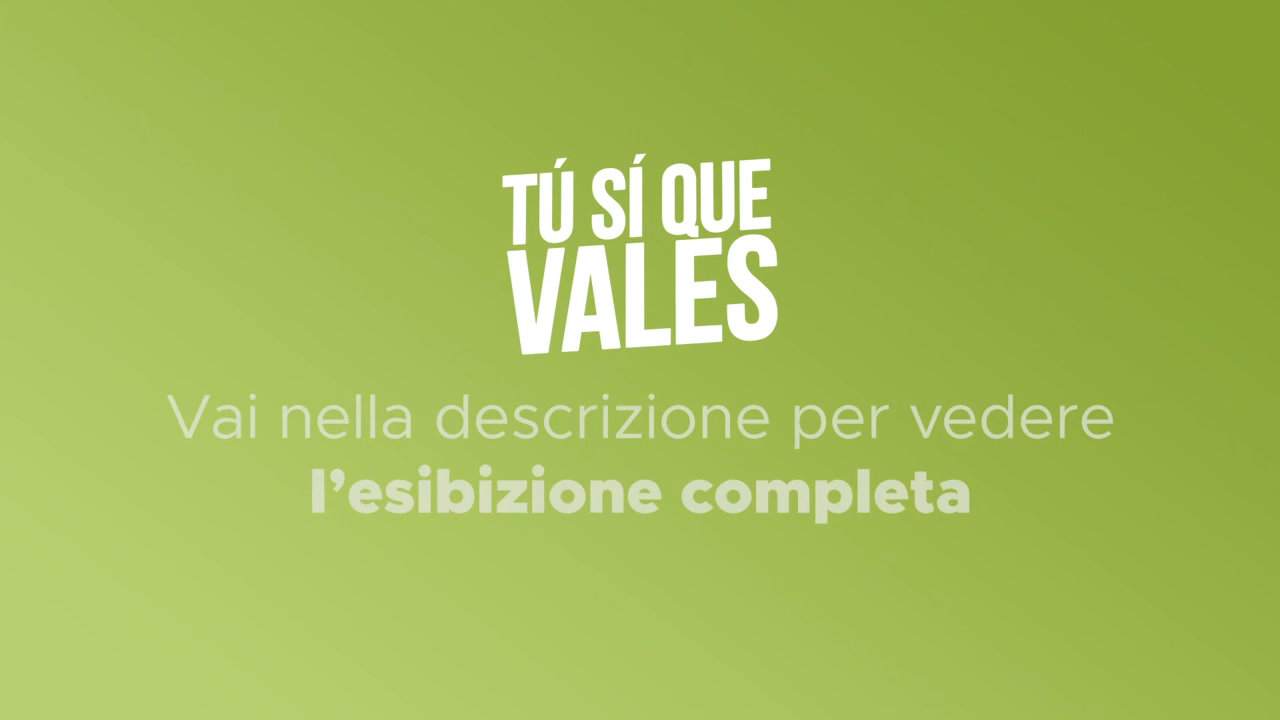 TÚ SÍ QUE
VALES
Vai nella descrizione per vedere
l’esibizione completa